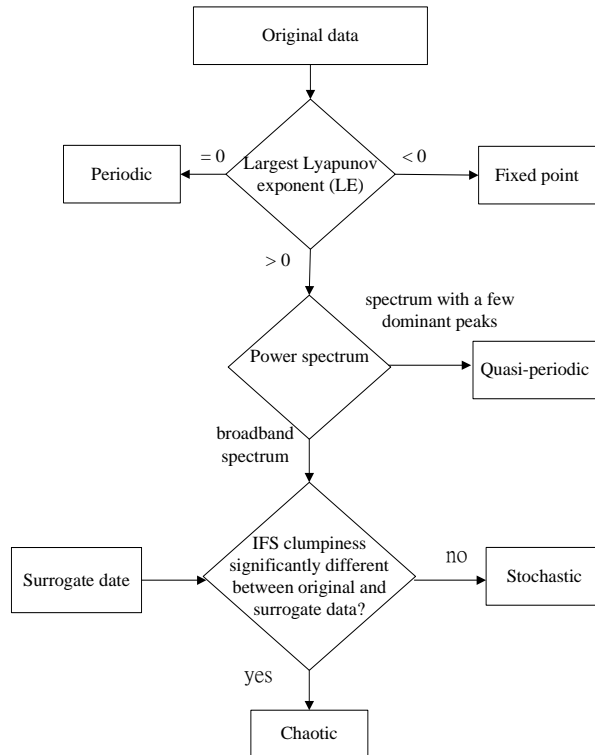 Original data
= 0
Largest Lyapunov
exponent (LE)
< 0
Periodic
Fixed point
> 0
spectrum with a few
dominant peaks
Power spectrum
Quasi-periodic
broadband
spectrum
IFS clumpiness
significantly different
between original and
surrogate data?
Surrogate date
no
Stochastic
yes
Chaotic